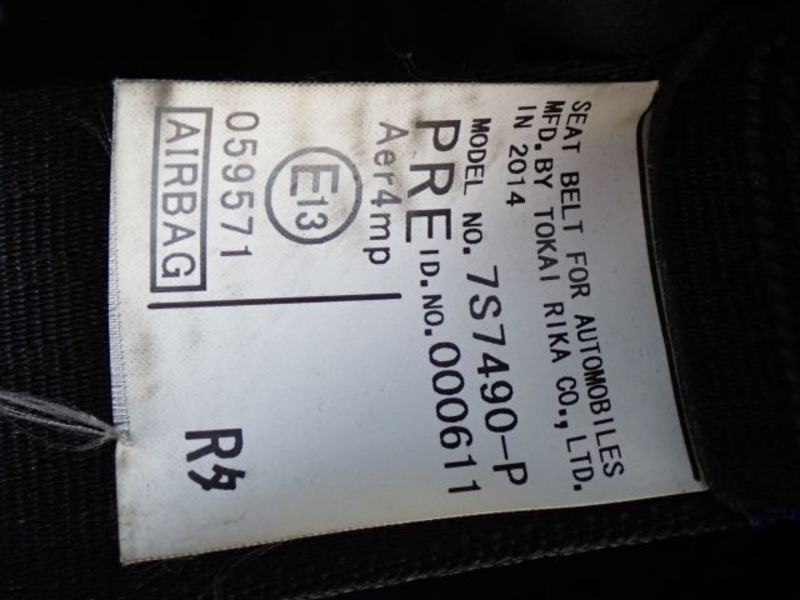 SEAT BELT FOR AUTOMOBILES
MFD. BY TOKAI RIKA CO., LTD.
IN 2014
MODEL NO. 7S7490-P
PRE ID.NO. 000611
Aer4mp
E13
059571
AIRBAG
R